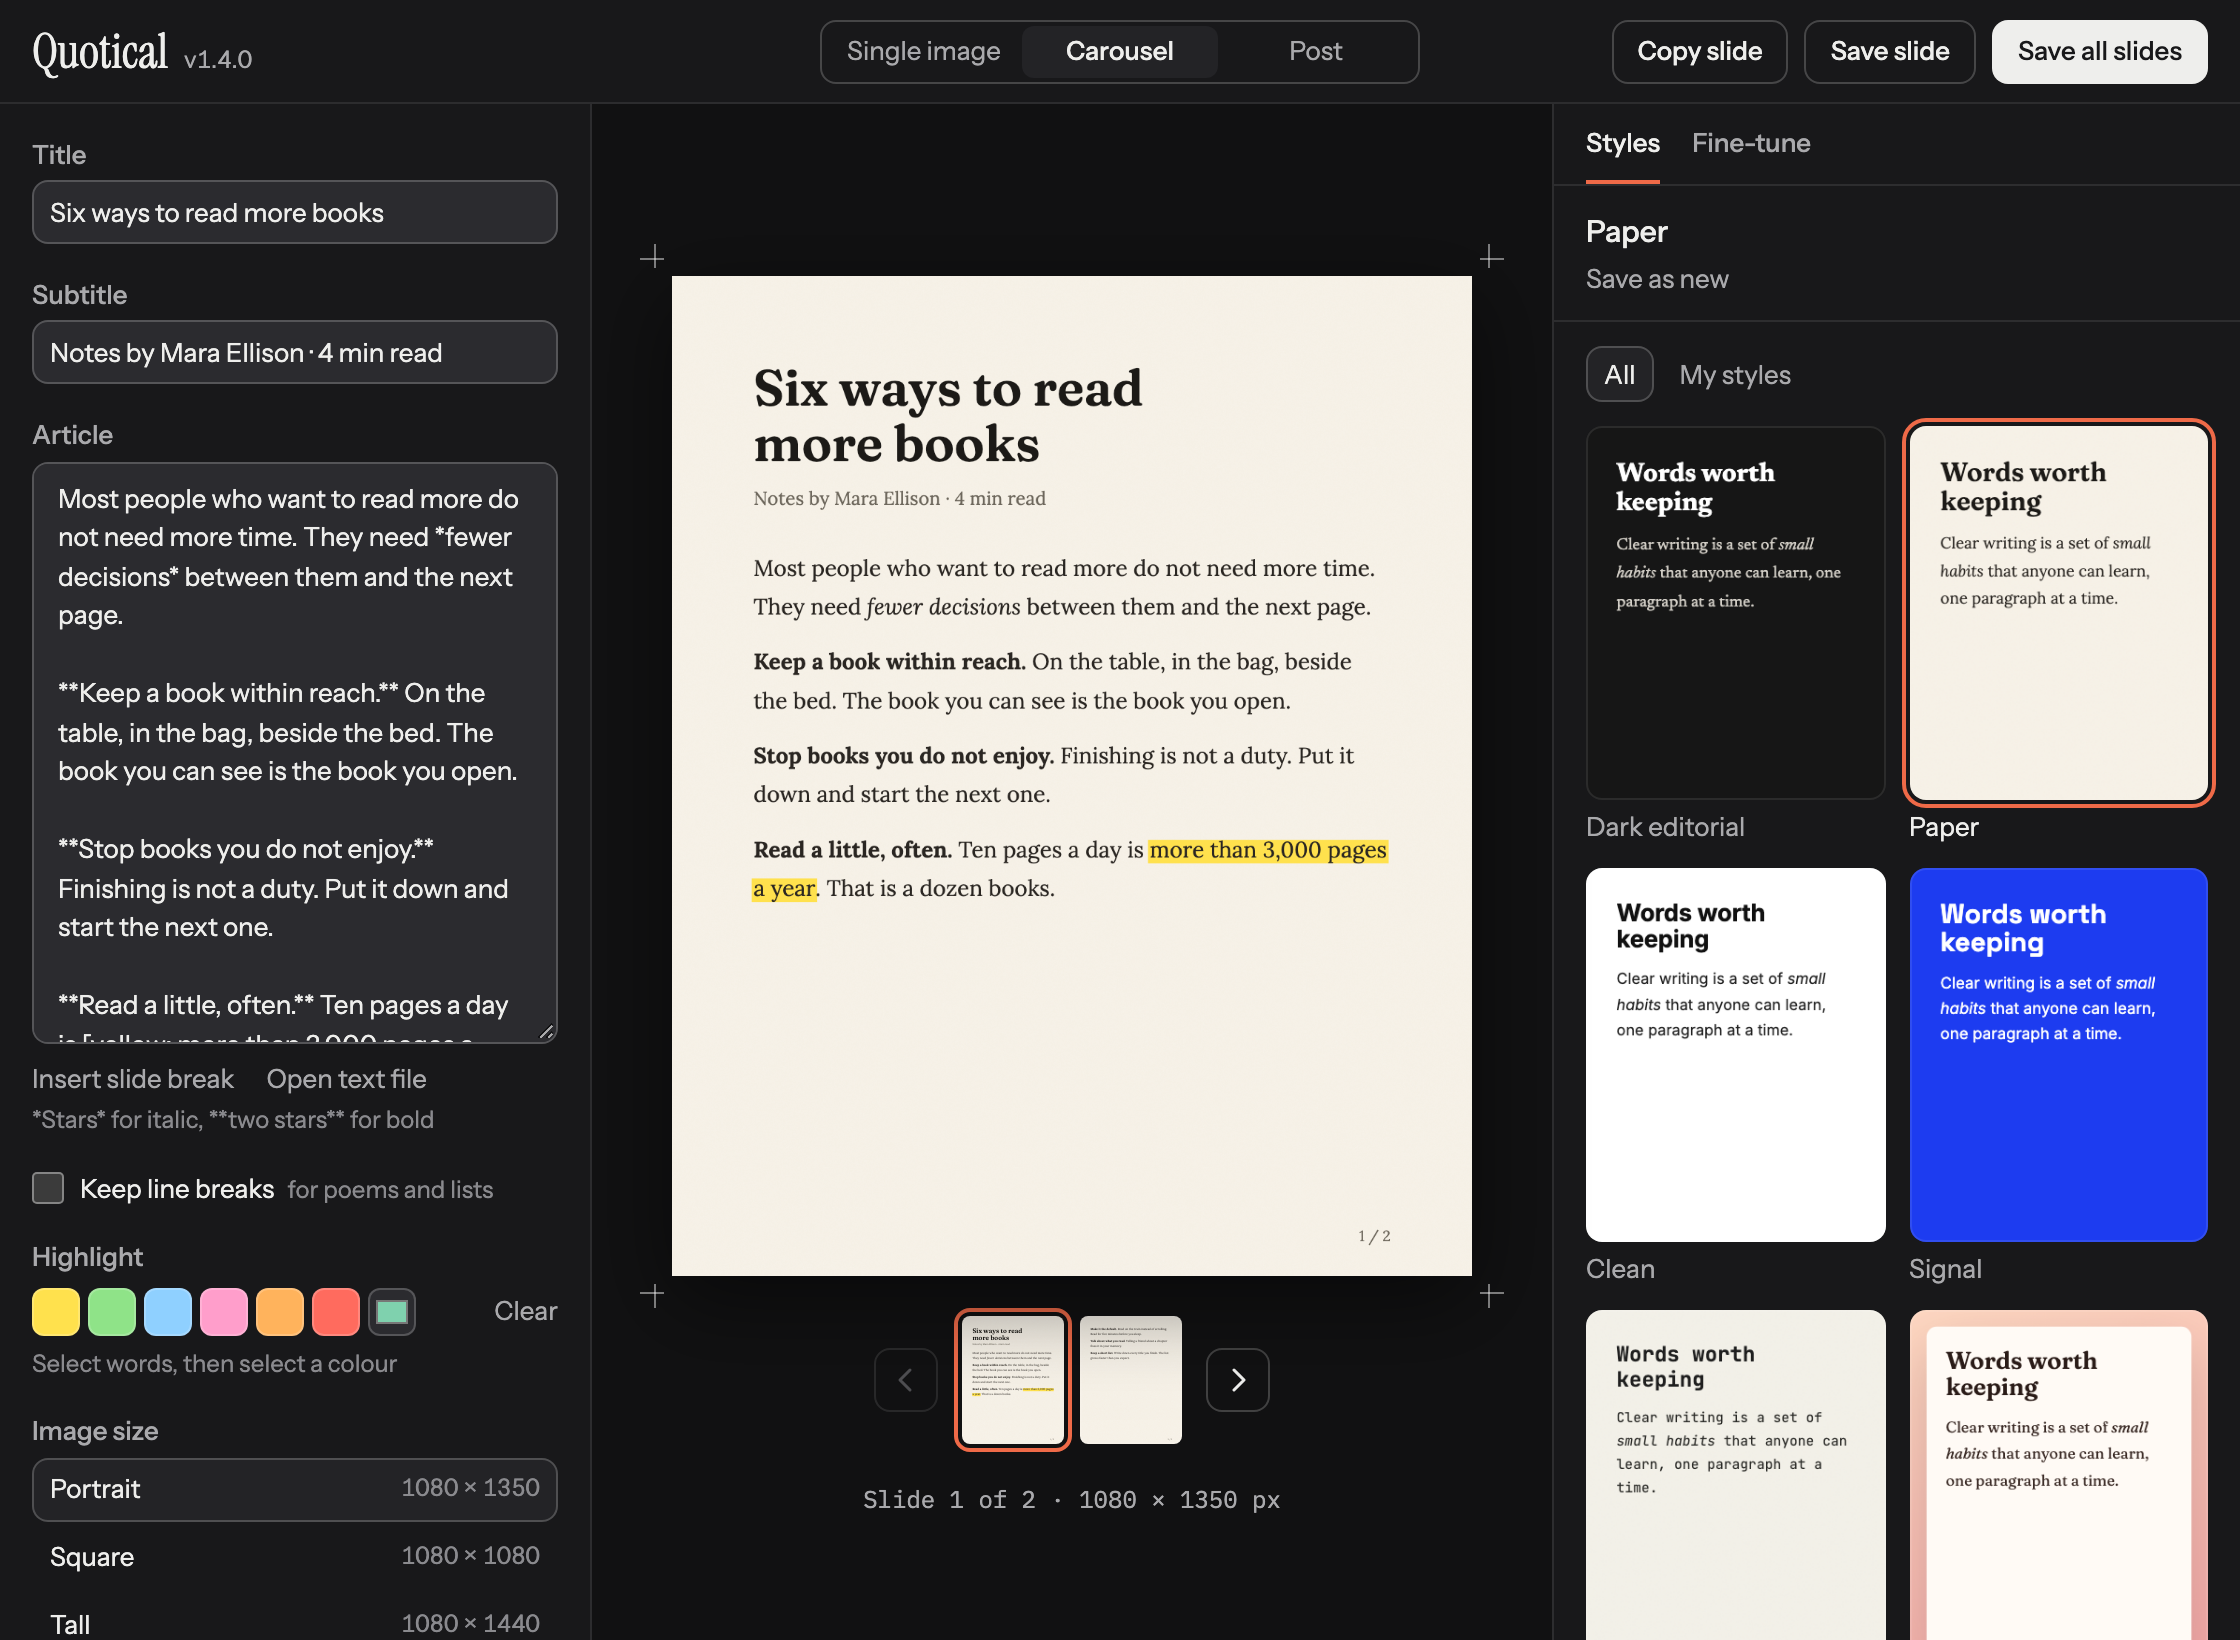 Quotical v1.4.0
Single image
Carousel
Post
Copy slide
Save slide
Save all slides
Title
Six ways to read more books
Subtitle
Notes by Mara Ellison · 4 min read
Article
Most people who want to read more do
not need more time. They need *fewer
decisions* between them and the next
page.
**Keep a book within reach.** On the
table, in the bag, beside the bed. The
book you can see is the book you open.
**Stop books you do not enjoy.**
Finishing is not a duty. Put it down and
start the next one.
**Read a little, often.** Ten pages a day
is [yellow: more than 3,000 pages a
Insert slide break
Open text file
*Stars* for italic, **two stars** for bold
Keep line breaks for poems and lists
Highlight
Clear
Select words, then select a colour
Image size
Portrait 1080 × 1350
Square 1080 × 1080
Tall 1080 × 1440
Six ways to read
more books
Notes by Mara Ellison · 4 min read
Most people who want to read more do not need more time.
They need fewer decisions between them and the next page.
Keep a book within reach. On the table, in the bag, beside
the bed. The book you can see is the book you open.
Stop books you do not enjoy. Finishing is not a duty. Put it
down and start the next one.
Read a little, often. Ten pages a day is more than 3,000 pages
a year. That is a dozen books.
1 / 2
Six ways to read
more books
Slide 1 of 2 · 1080 × 1350 px
Styles
Fine-tune
Paper
Save as new
All
My styles
Words worth
keeping
Clear writing is a set of small
habits that anyone can learn, one
paragraph at a time.
Dark editorial
Words worth
keeping
Clear writing is a set of small
habits that anyone can learn,
one paragraph at a time.
Paper
Words worth
keeping
Clear writing is a set of small
habits that anyone can learn,
one paragraph at a time.
Clean
Words worth
keeping
Clear writing is a set of small
habits that anyone can learn,
one paragraph at a time.
Signal
Words worth
keeping
Clear writing is a set of
small habits that anyone can
learn, one paragraph at a
time.
Words worth
keeping
Clear writing is a set of small
habits that anyone can learn,
one paragraph at a time.